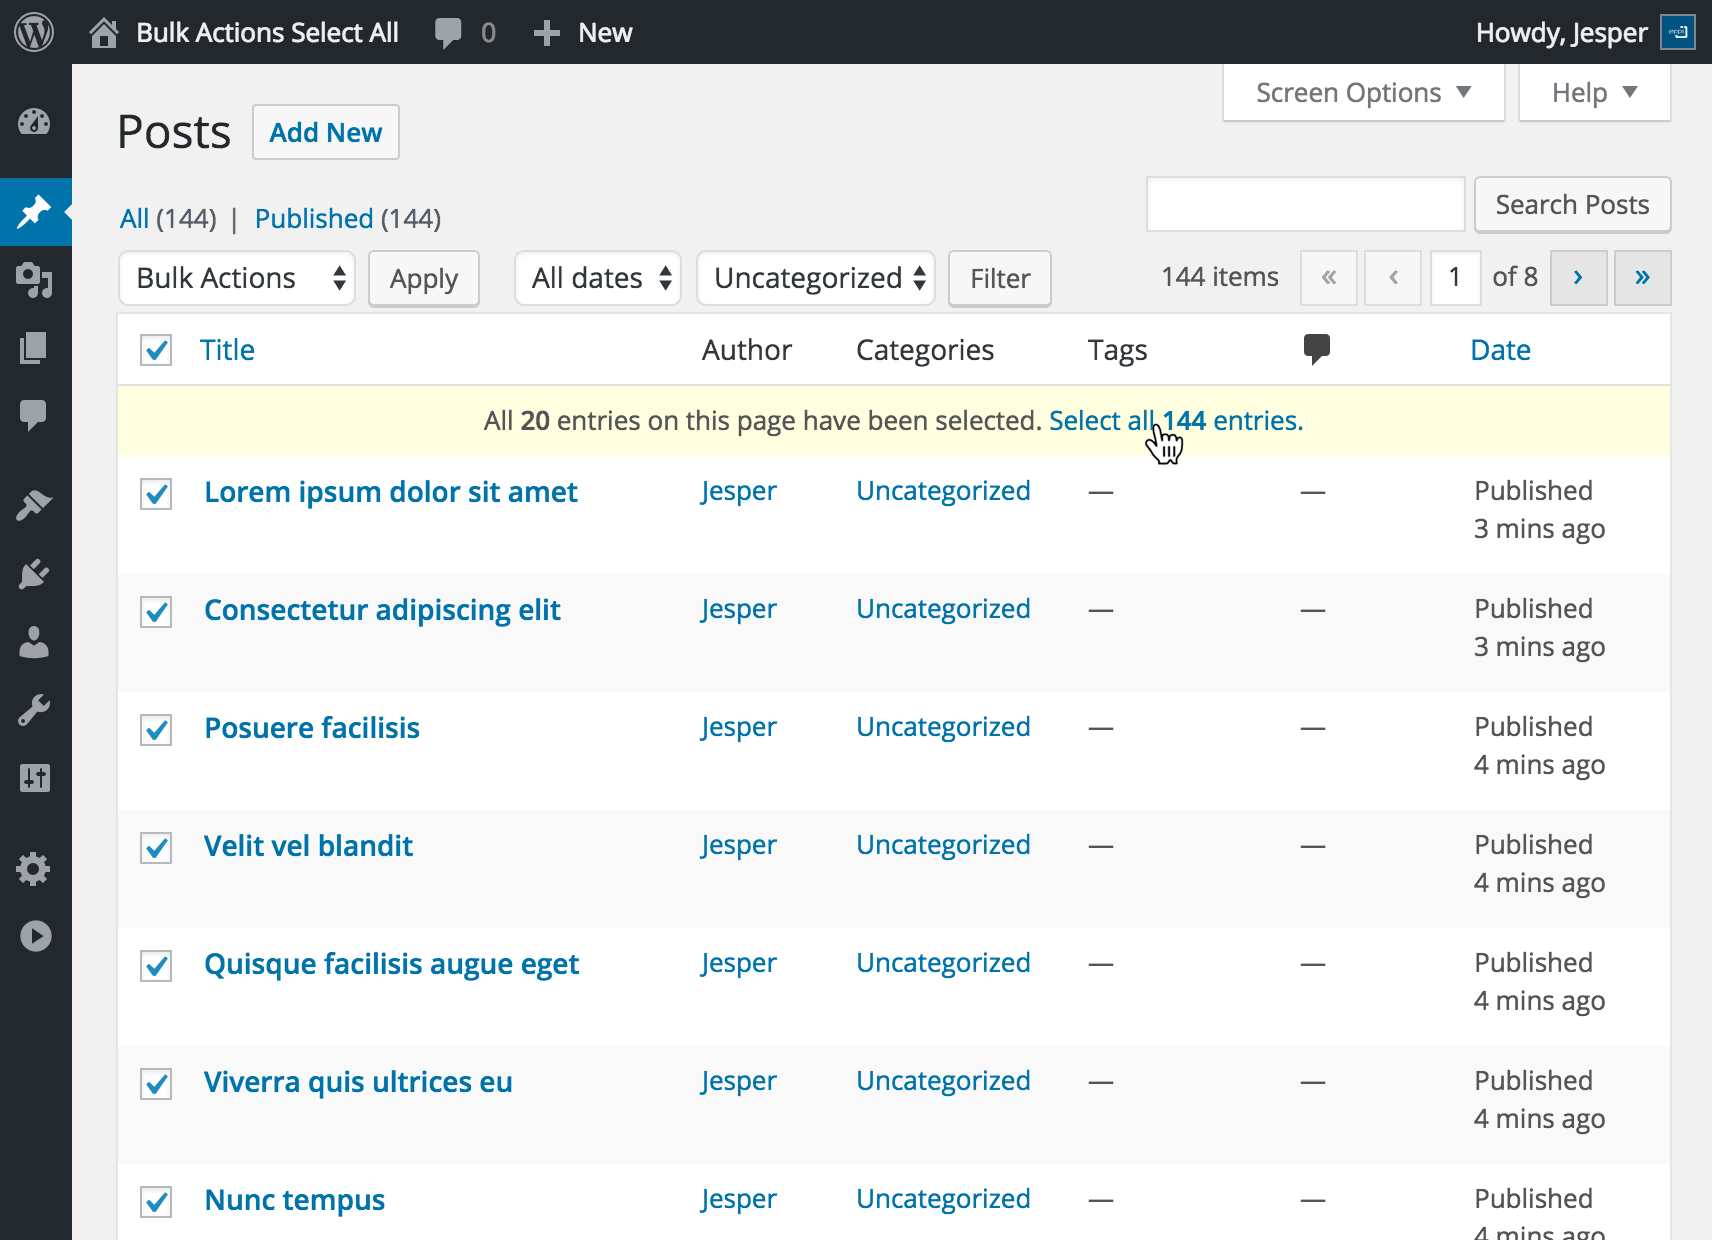 Bulk Actions Select All 0 New Howdy, Jesper
Screen Options Help
Posts Add New
All (144) | Published (144)
Search Posts
Bulk Actions Apply All dates Uncategorized Filter 144 items « ‹ 1 of 8 › »
Title Author Categories Tags Date
All 20 entries on this page have been selected. Select all 144 entries.
Lorem ipsum dolor sit amet Jesper Uncategorized — — Published
3 mins ago
Consectetur adipiscing elit Jesper Uncategorized — — Published
3 mins ago
Posuere facilisis Jesper Uncategorized — — Published
4 mins ago
Velit vel blandit Jesper Uncategorized — — Published
4 mins ago
Quisque facilisis augue eget Jesper Uncategorized — — Published
4 mins ago
Viverra quis ultrices eu Jesper Uncategorized — — Published
4 mins ago
Nunc tempus Jesper Uncategorized — — Published
4 mins ago